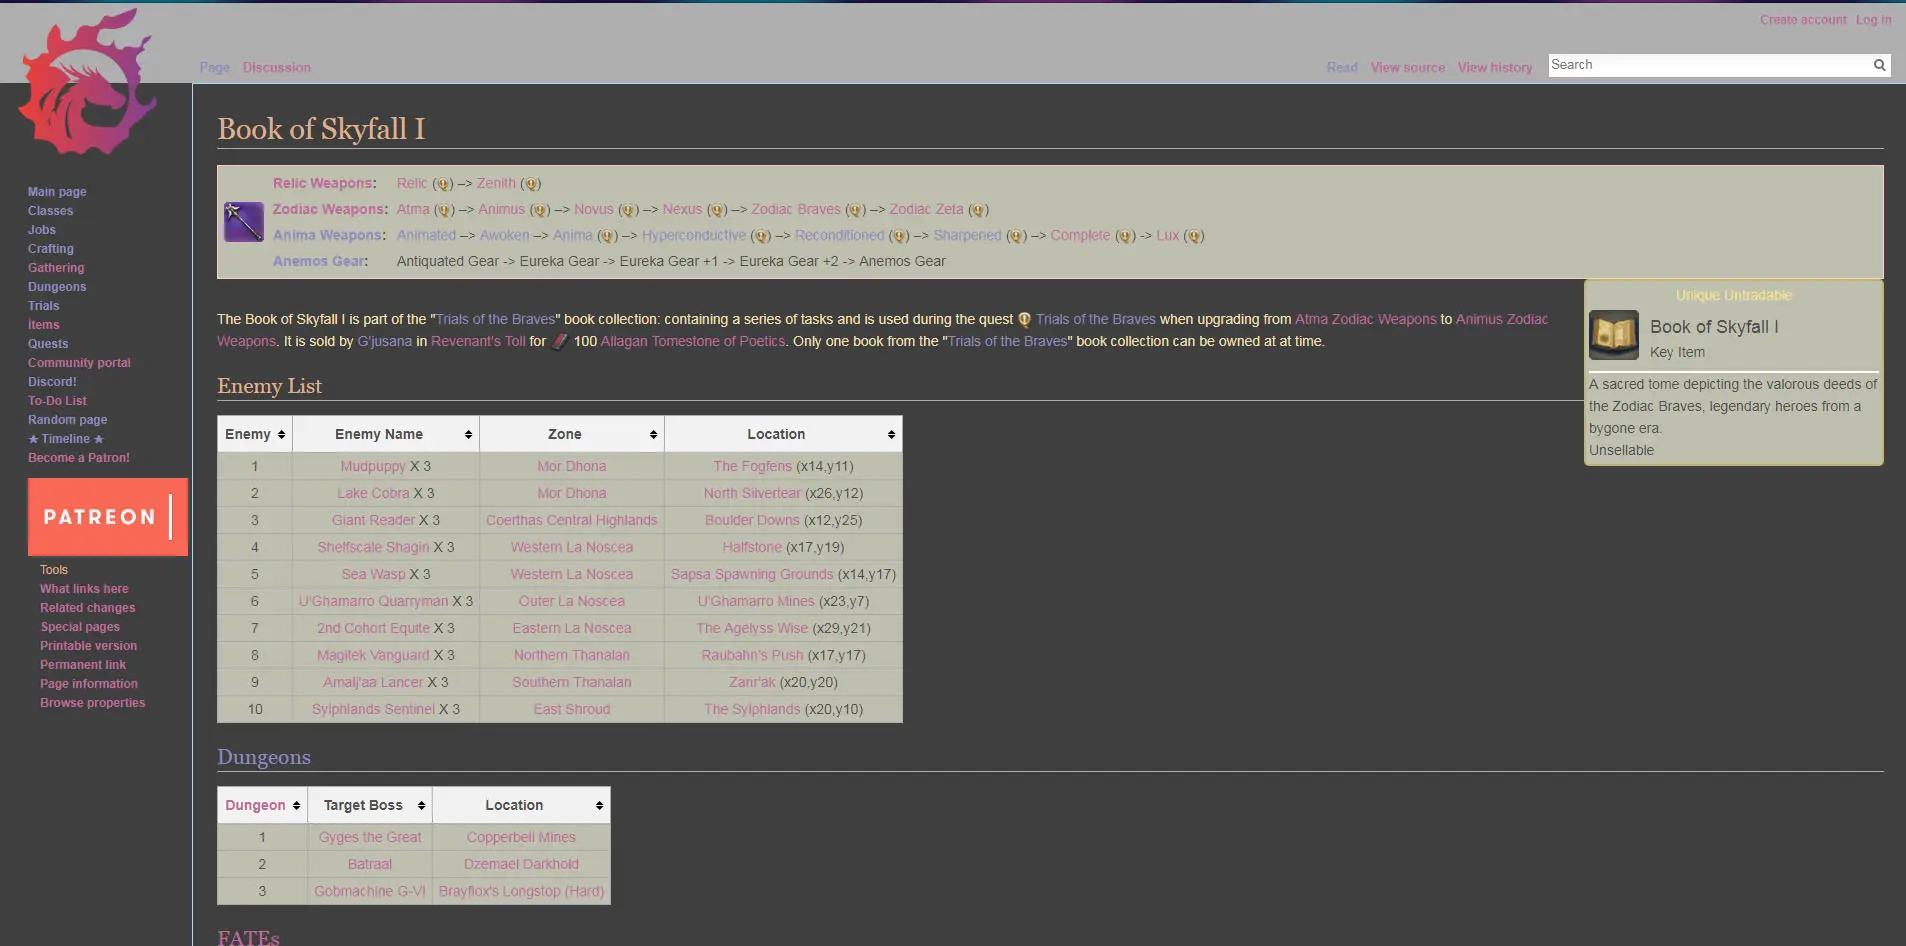 Create account Log in
Page Discussion
Read View source View history Search
Book of Skyfall I
Relic Weapons: Relic () –> Zenith ()
Zodiac Weapons: Atma () –> Animus () –> Novus () –> Nexus () –> Zodiac Braves () –> Zodiac Zeta ()
Anima Weapons: Animated –> Awoken –> Anima () –> Hyperconductive () –> Reconditioned () –> Sharpened () –> Complete () -> Lux ()
Anemos Gear: Antiquated Gear -> Eureka Gear -> Eureka Gear +1 -> Eureka Gear +2 -> Anemos Gear
Main page
Classes
Jobs
Crafting
Gathering
Dungeons
Trials
Items
Quests
Community portal
Discord!
To-Do List
Random page
★ Timeline ★
Become a Patron!
PATREON
Tools
What links here
Related changes
Special pages
Printable version
Permanent link
Page information
Browse properties
The Book of Skyfall I is part of the "Trials of the Braves" book collection: containing a series of tasks and is used during the quest Trials of the Braves when upgrading from Atma Zodiac Weapons to Animus Zodiac
Weapons. It is sold by G'jusana in Revenant's Toll for 100 Allagan Tomestone of Poetics. Only one book from the "Trials of the Braves" book collection can be owned at at time.
Unique Untradable
Book of Skyfall I
Key Item
A sacred tome depicting the valorous deeds of
the Zodiac Braves, legendary heroes from a
bygone era.
Unsellable
Enemy List
Enemy Enemy Name Zone Location
1 Mudpuppy X 3 Mor Dhona The Fogfens (x14,y11)
2 Lake Cobra X 3 Mor Dhona North Silvertear (x26,y12)
3 Giant Reader X 3 Coerthas Central Highlands Boulder Downs (x12,y25)
4 Shelfscale Shagin X 3 Western La Noscea Halfstone (x17,y19)
5 Sea Wasp X 3 Western La Noscea Sapsa Spawning Grounds (x14,y17)
6 U'Ghamarro Quarryman X 3 Outer La Noscea U'Ghamarro Mines (x23,y7)
7 2nd Cohort Equite X 3 Eastern La Noscea The Agelyss Wise (x29,y21)
8 Magitek Vanguard X 3 Northern Thanalan Raubahn's Push (x17,y17)
9 Amalj'aa Lancer X 3 Southern Thanalan Zanr'ak (x20,y20)
10 Sylphlands Sentinel X 3 East Shroud The Sylphlands (x20,y10)
Dungeons
Dungeon Target Boss Location
1 Gyges the Great Copperbell Mines
2 Batraal Dzemael Darkhold
3 Gobmachine G-VI Brayflox's Longstop (Hard)
FATEs